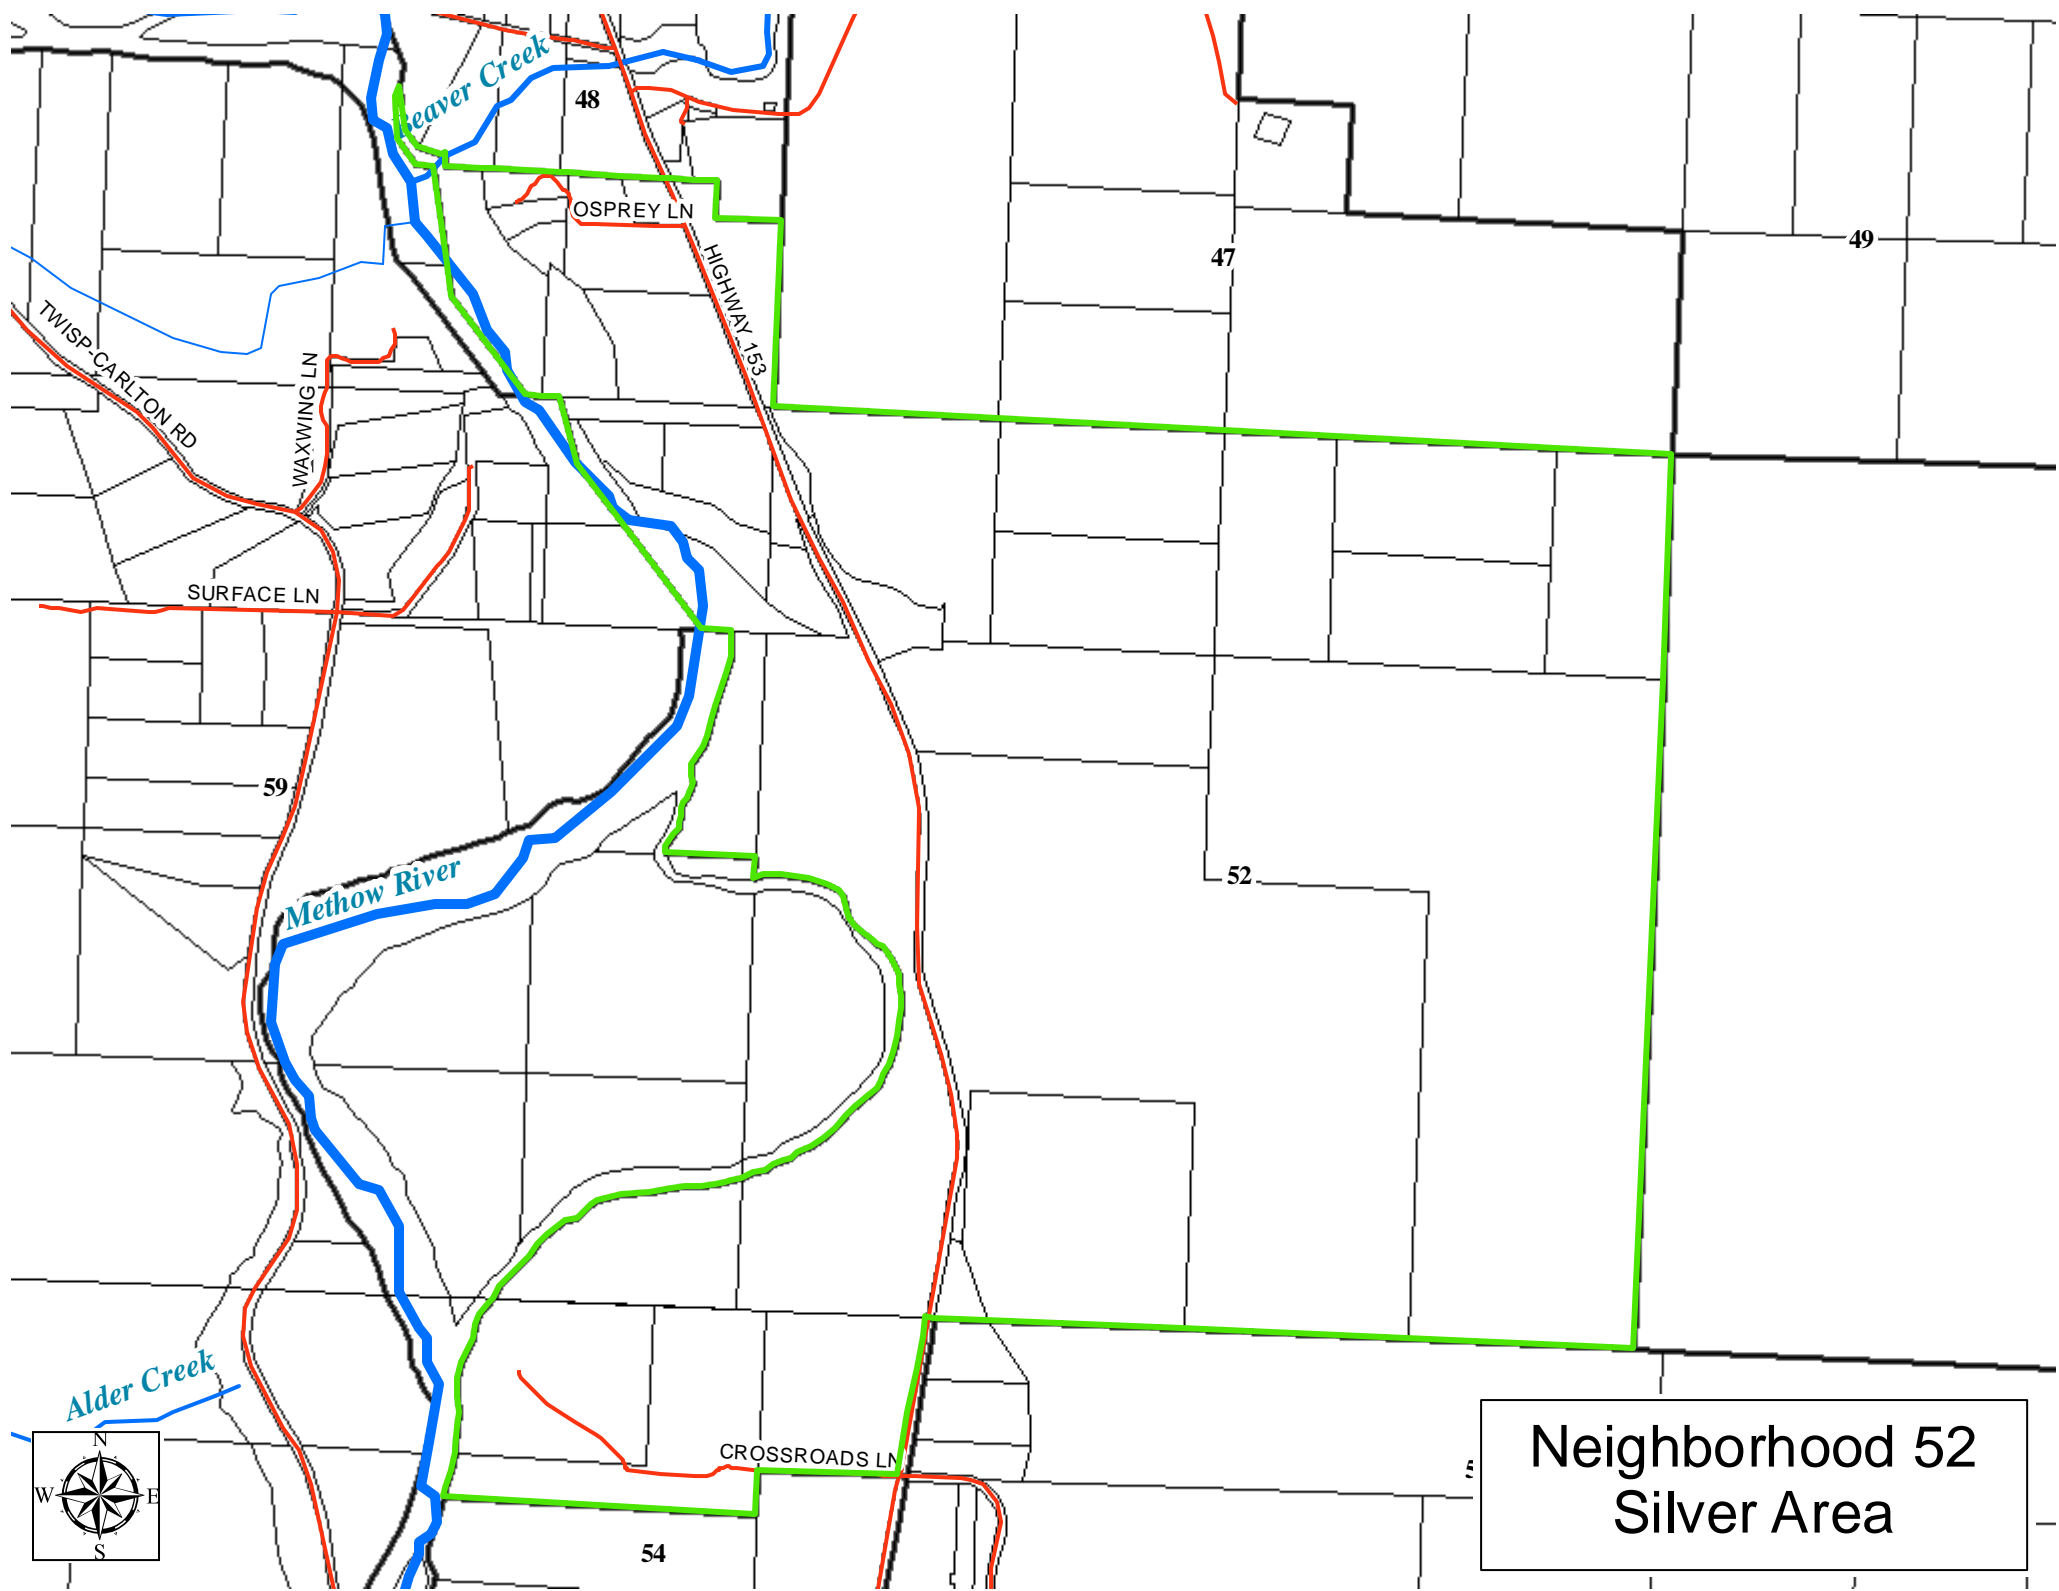 Beaver Creek
48
OSPREY LN
47
49
HIGHWAY 153
TWISP-CARLTON RD
WAXWING LN
SURFACE LN
59
52
Methow River
Alder Creek
CROSSROADS LN
54
N
W E
S
Neighborhood 52
Silver Area